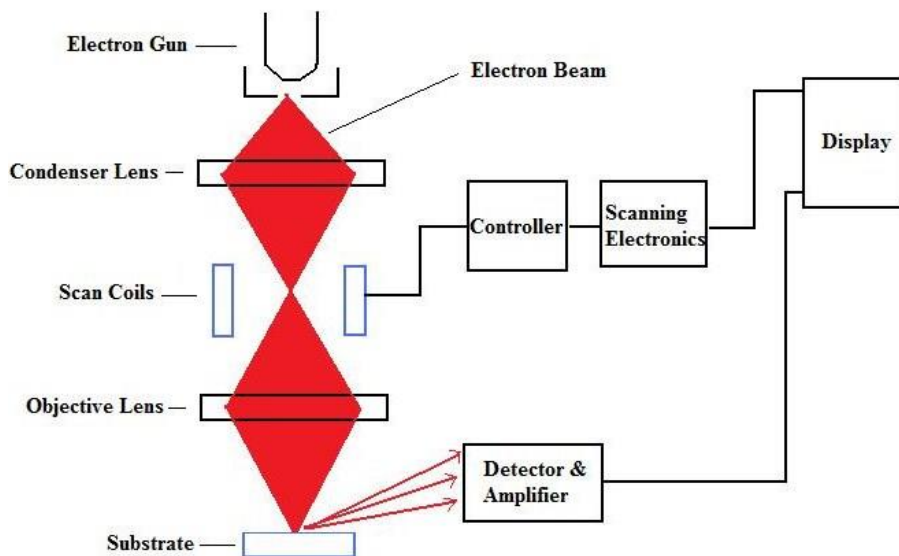 Electron Gun
Electron Beam
Display
Condenser Lens
Controller
Scanning
Electronics
Scan Coils
Objective Lens
Detector &
Amplifier
Substrate